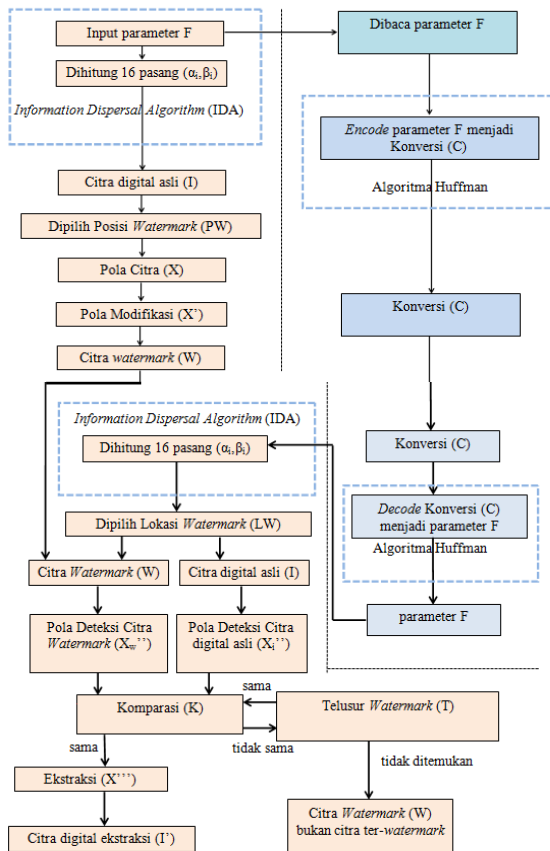 Input parameter F
Dihitung 16 pasang (αᵢ,βᵢ)
Information Dispersal Algorithm (IDA)
Citra digital asli (I)
Dipilih Posisi Watermark (PW)
Pola Citra (X)
Pola Modifikasi (X’)
Citra watermark (W)
Dibaca parameter F
Encode parameter F menjadi
Konversi (C)
Algoritma Huffman
Konversi (C)
Konversi (C)
Decode Konversi (C)
menjadi parameter F
Algoritma Huffman
parameter F
Information Dispersal Algorithm (IDA)
Dihitung 16 pasang (αᵢ,βᵢ)
Dipilih Lokasi Watermark (LW)
Citra Watermark (W)
Citra digital asli (I)
Pola Deteksi Citra
Watermark (X_w’’)
Pola Deteksi Citra
digital asli (Xᵢ’’)
Komparasi (K)
sama
tidak sama
Telusur Watermark (T)
sama
tidak ditemukan
Ekstraksi (X’’’)
Citra digital ekstraksi (I’)
Citra Watermark (W)
bukan citra ter-watermark